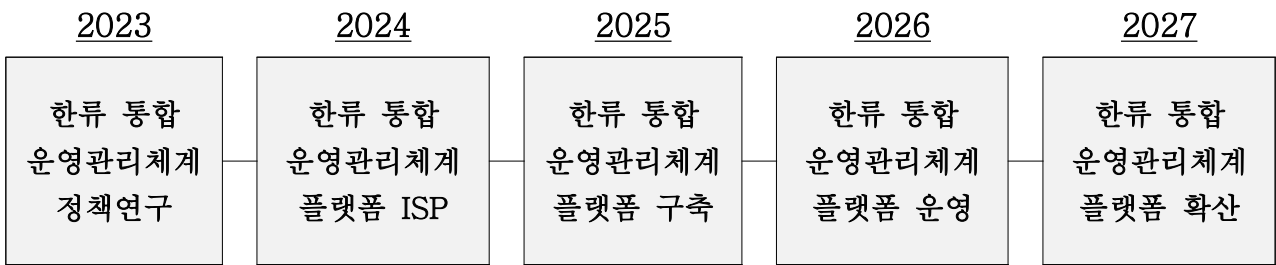 2023
한류 통합
운영관리체계
정책연구
2024
한류 통합
운영관리체계
플랫폼 ISP
2025
한류 통합
운영관리체계
플랫폼 구축
2026
한류 통합
운영관리체계
플랫폼 운영
2027
한류 통합
운영관리체계
플랫폼 확산